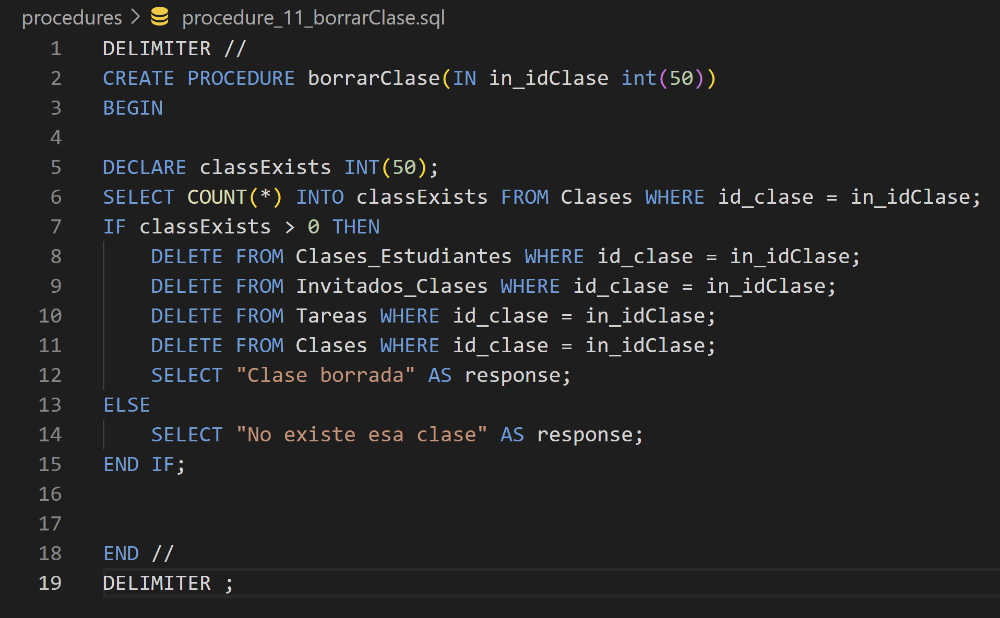 procedures > procedure_11_borrarClase.sql
1 DELIMITER //
2 CREATE PROCEDURE borrarClase(IN in_idClase int(50))
3 BEGIN
4
5 DECLARE classExists INT(50);
6 SELECT COUNT(*) INTO classExists FROM Clases WHERE id_clase = in_idClase;
7 IF classExists > 0 THEN
8     DELETE FROM Clases_Estudiantes WHERE id_clase = in_idClase;
9     DELETE FROM Invitados_Clases WHERE id_clase = in_idClase;
10     DELETE FROM Tareas WHERE id_clase = in_idClase;
11     DELETE FROM Clases WHERE id_clase = in_idClase;
12     SELECT "Clase borrada" AS response;
13 ELSE
14     SELECT "No existe esa clase" AS response;
15 END IF;
16
17
18 END //
19 DELIMITER ;